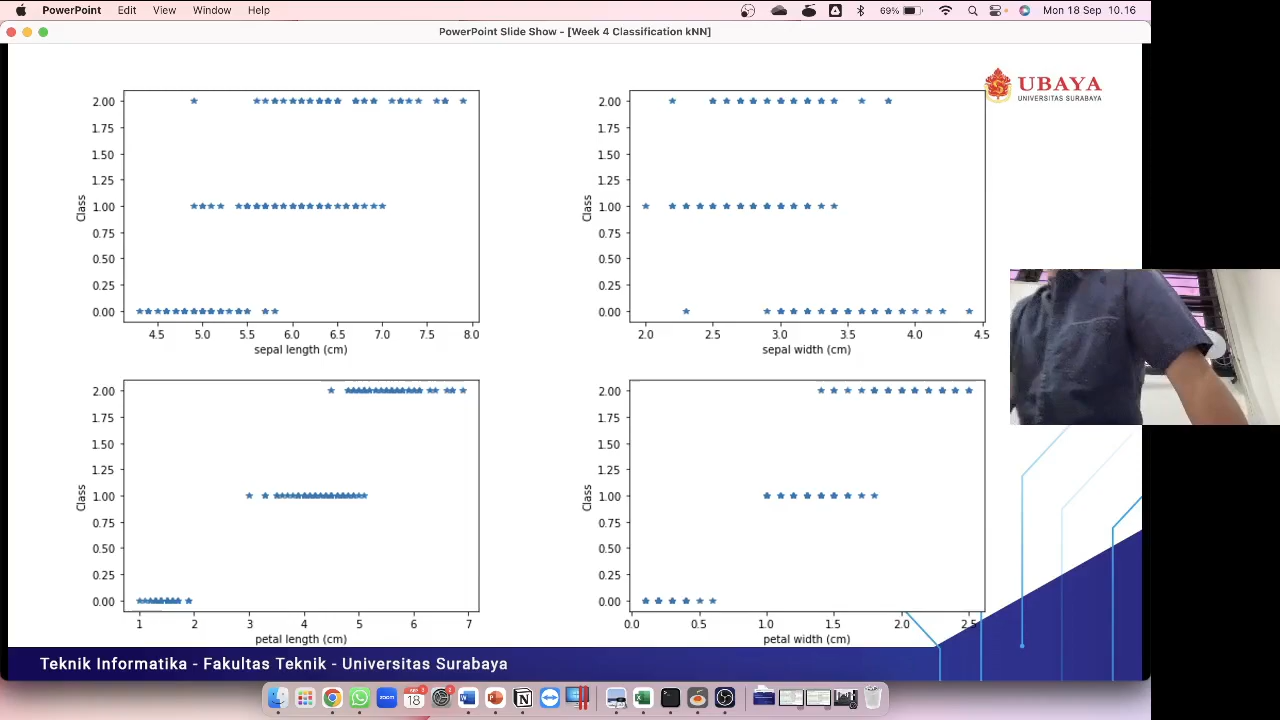 PowerPoint Edit View Window Help 69% Mon 18 Sep 10.16
PowerPoint Slide Show - [Week 4 Classification kNN]
UBAYA
UNIVERSITAS SURABAYA
2.00
1.75
1.50
1.25
1.00
0.75
0.50
0.25
0.00
Class
4.5 5.0 5.5 6.0 6.5 7.0 7.5 8.0
sepal length (cm)
2.00
1.75
1.50
1.25
1.00
0.75
0.50
0.25
0.00
Class
2.0 2.5 3.0 3.5 4.0 4.5
sepal width (cm)
2.00
1.75
1.50
1.25
1.00
0.75
0.50
0.25
0.00
Class
1 2 3 4 5 6 7
petal length (cm)
2.00
1.75
1.50
1.25
1.00
0.75
0.50
0.25
0.00
Class
0.0 0.5 1.0 1.5 2.0 2.5
petal width (cm)
Teknik Informatika - Fakultas Teknik - Universitas Surabaya
zoom
18